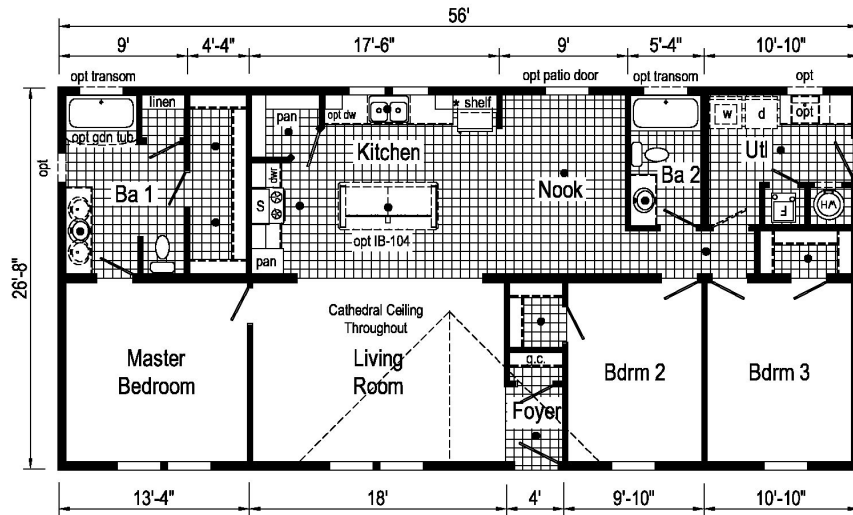 56'
9'
4'-4"
17'-6"
9'
5'-4"
10'-10"
opt transom
opt patio door
opt transom
opt
linen
pan
opt dw
* shelf
w
d
opt
opt gdn tub
Kitchen
Utl
opt
Ba 1
dwr
Nook
Ba 2
S
F
WH
opt IB-104
pan
26'-8"
Cathedral Ceiling
Throughout
Master
Bedroom
Living
Room
g.c.
Foyer
Bdrm 2
Bdrm 3
13'-4"
18'
4'
9'-10"
10'-10"